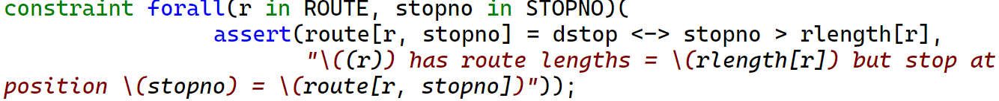 constraint forall(r in ROUTE, stopno in STOPNO)(
assert(route[r, stopno] = dstop <-> stopno > rlength[r],
"\((r)) has route lengths = \(rlength[r]) but stop at
position \(stopno) = \(route[r, stopno])"));